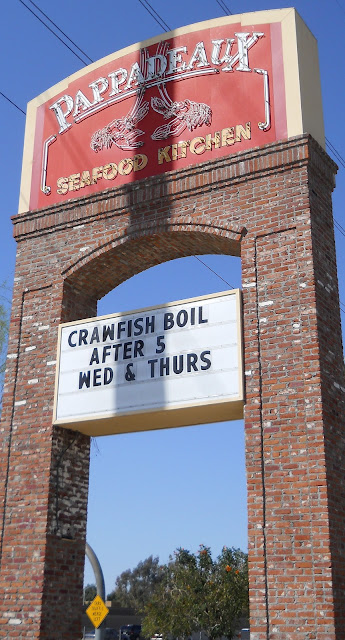 PAPPADEAUX
SEAFOOD KITCHEN
CRAWFISH BOIL
AFTER 5
WED & THURS